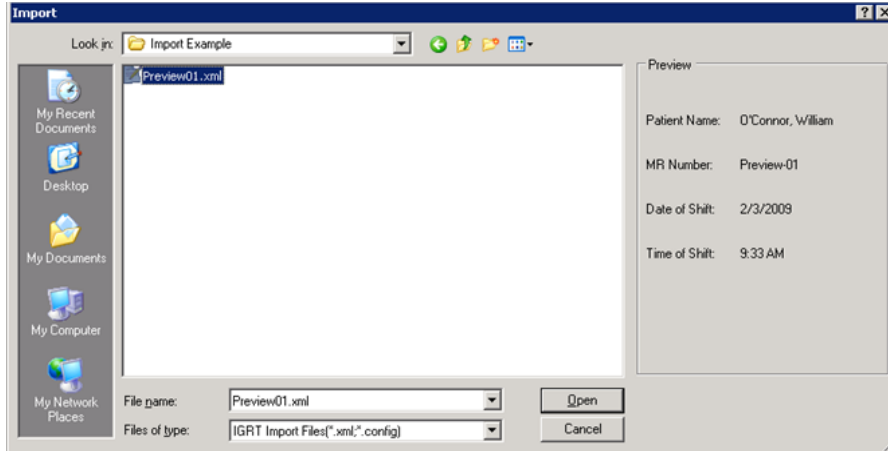 Import
Look in: Import Example
Preview01.xml
My Recent
Documents
Desktop
My Documents
My Computer
My Network
Places
File name: Preview01.xml
Files of type: IGRT Import Files(*.xml;*.config)
Open
Cancel
Preview
Patient Name: O'Connor, William
MR Number: Preview-01
Date of Shift: 2/3/2009
Time of Shift: 9:33 AM